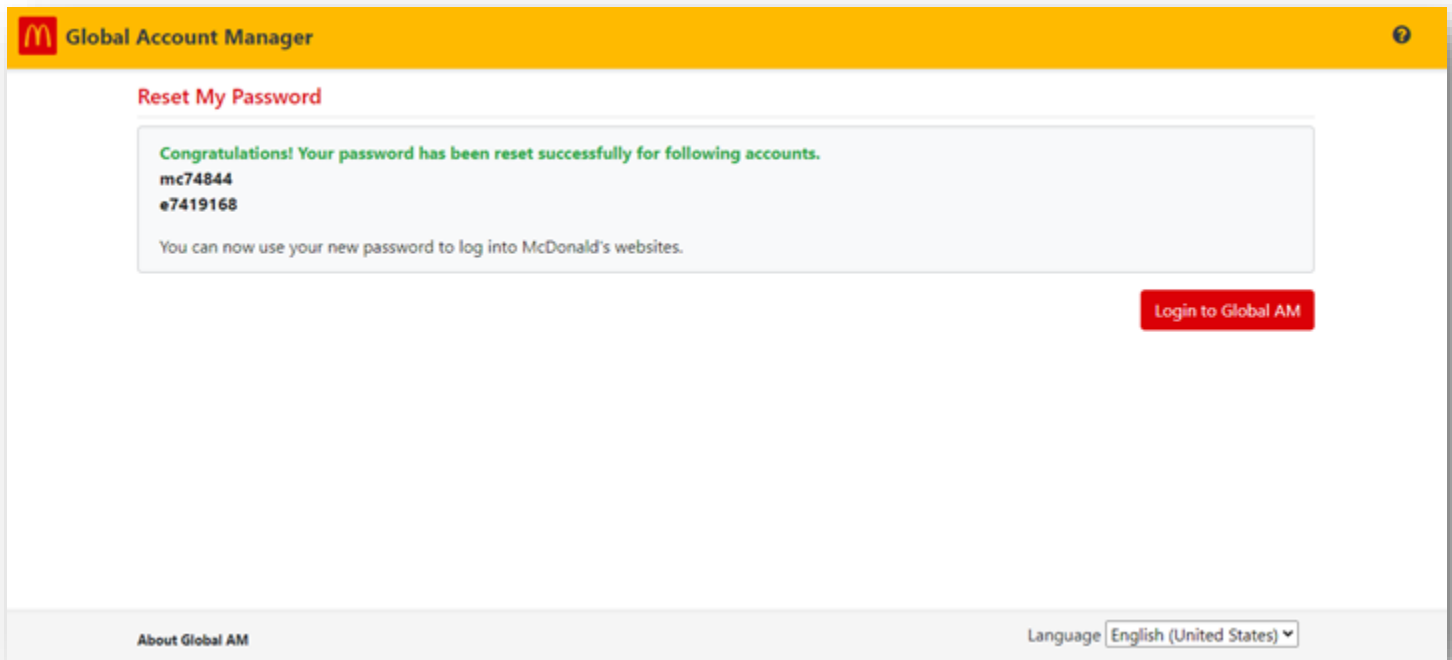 Global Account Manager
Reset My Password
Congratulations! Your password has been reset successfully for following accounts.
mc74844
e7419168
You can now use your new password to log into McDonald's websites.
Login to Global AM
About Global AM
Language English (United States)